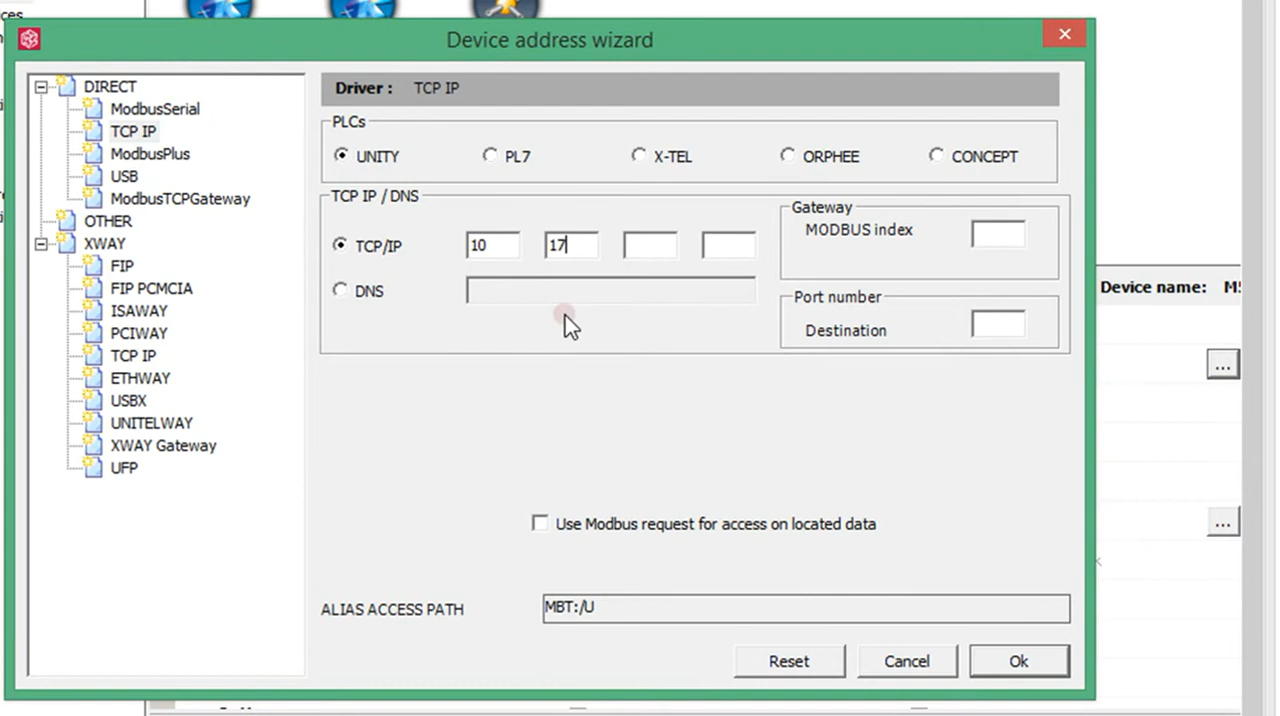 ces
Device address wizard
DIRECT
ModbusSerial
TCP IP
ModbusPlus
USB
ModbusTCPGateway
OTHER
XWAY
FIP
FIP PCMCIA
ISAWAY
PCIWAY
TCP IP
ETHWAY
USBX
UNITELWAY
XWAY Gateway
UFP
Driver : TCP IP
PLCs
UNITY PL7 X-TEL ORPHEE CONCEPT
TCP IP / DNS
TCP/IP 10 17
DNS
Gateway
MODBUS index
Port number
Destination
Use Modbus request for access on located data
ALIAS ACCESS PATH MBT:/U
Reset Cancel Ok
Device name:
...
...